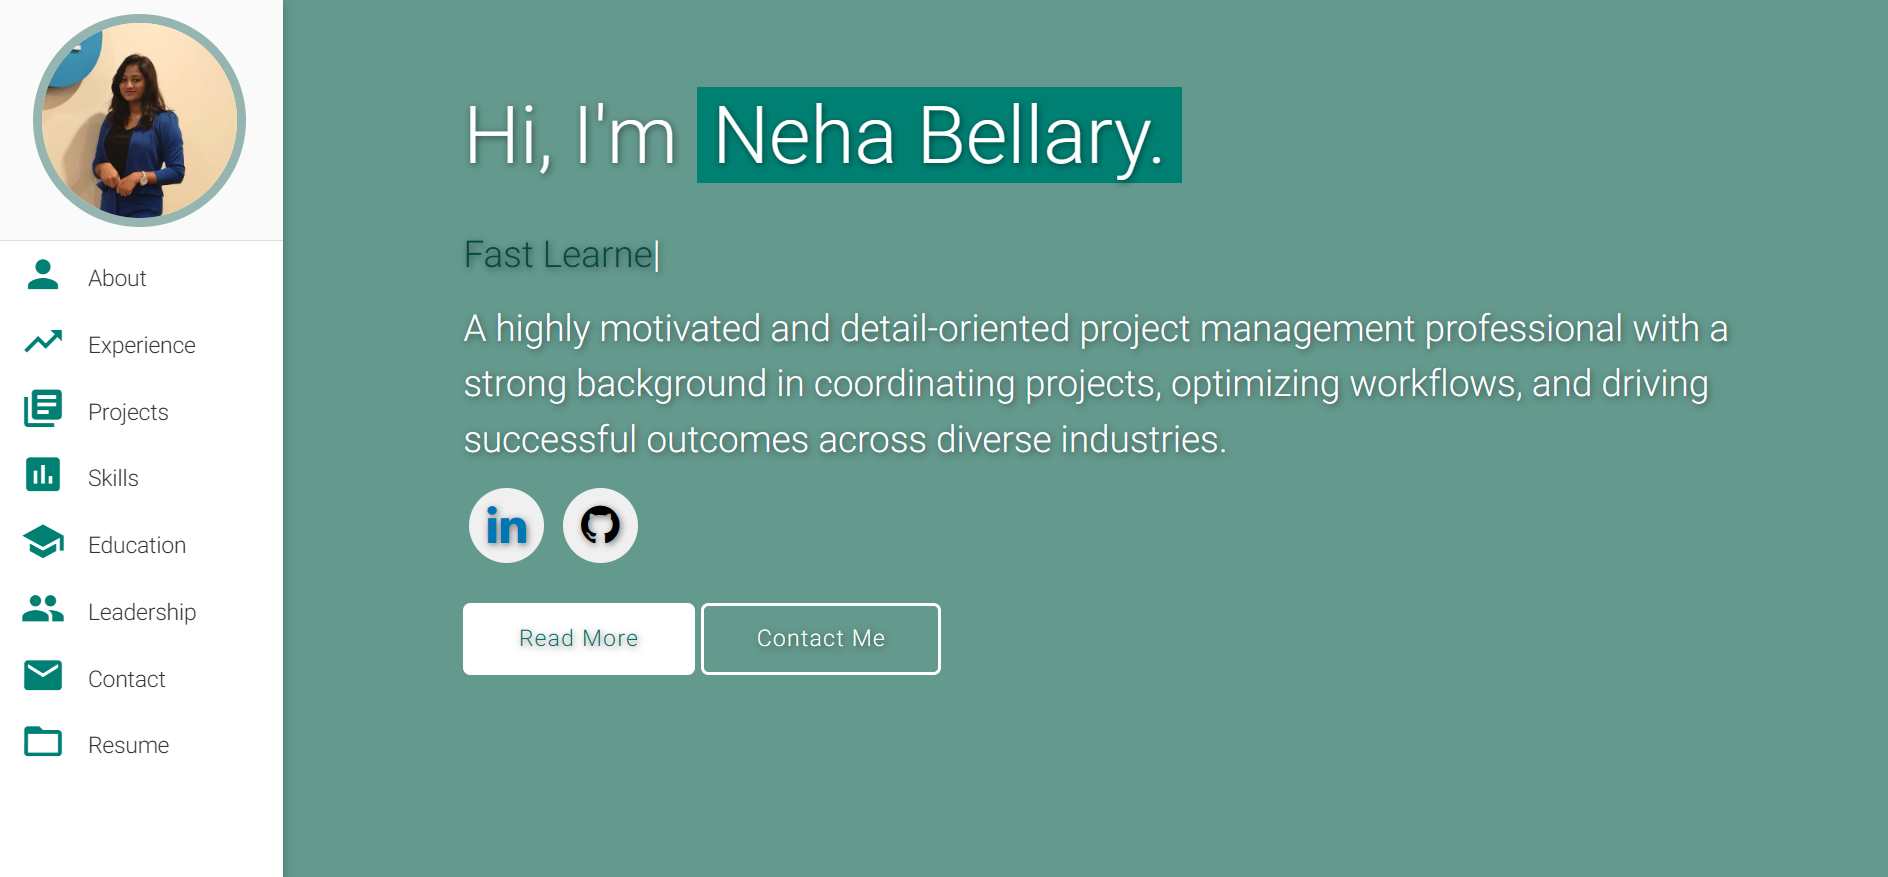 About
Experience
Projects
Skills
Education
Leadership
Contact
Resume
Hi, I'm Neha Bellary.
Fast Learne
A highly motivated and detail-oriented project management professional with a
strong background in coordinating projects, optimizing workflows, and driving
successful outcomes across diverse industries.
in
Read More
Contact Me